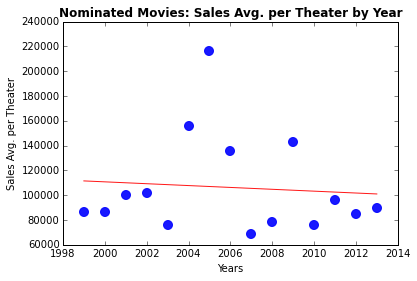 Nominated Movies: Sales Avg. per Theater by Year
240000
220000
200000
180000
160000
140000
120000
100000
80000
60000
Sales Avg. per Theater
1998 2000 2002 2004 2006 2008 2010 2012 2014
Years